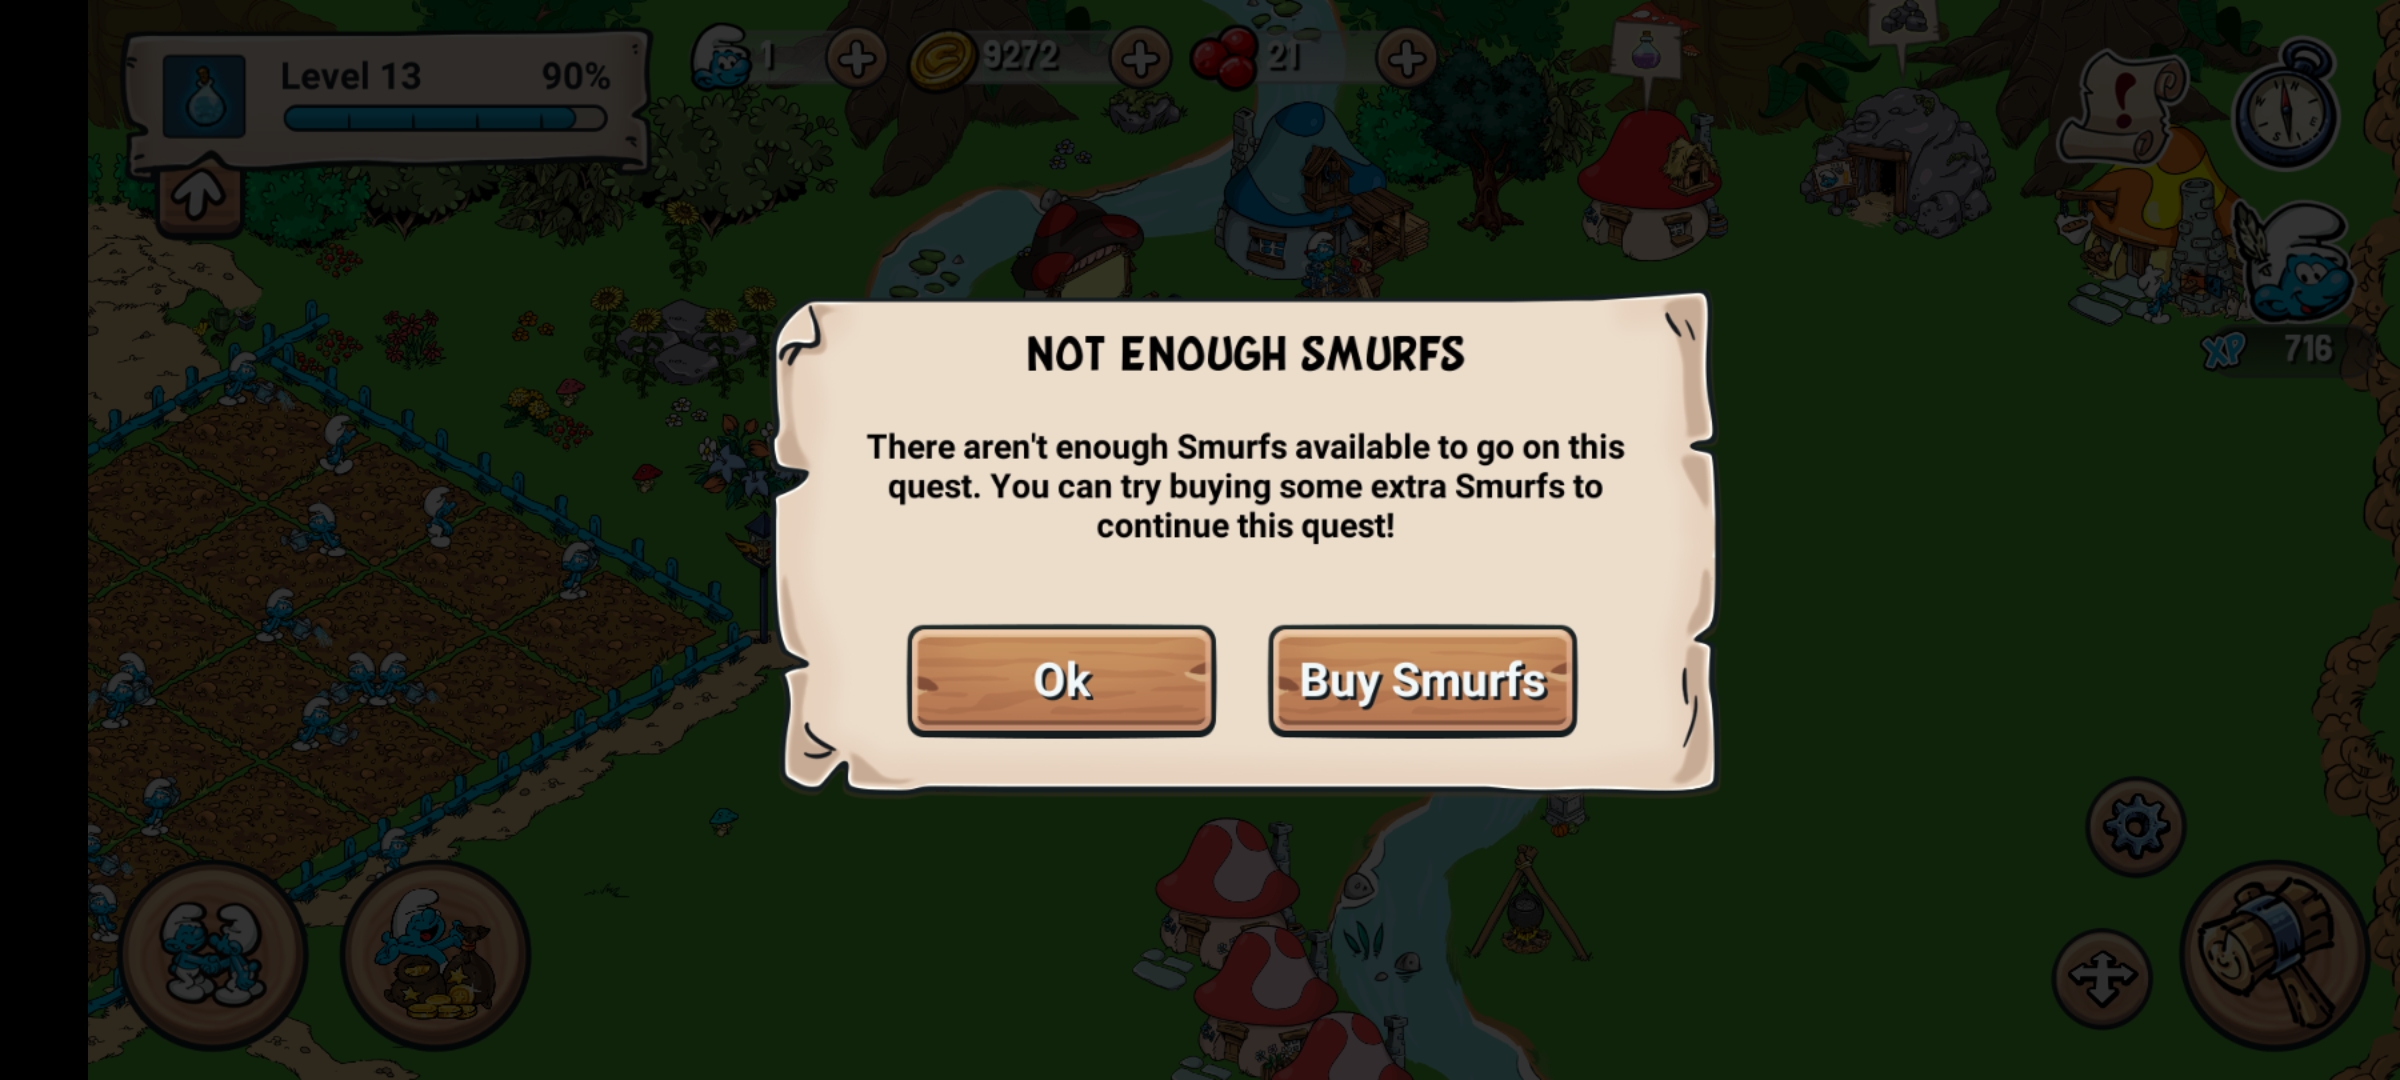 Level 13 90%
1
9272
21
XP 716
NOT ENOUGH SMURFS
There aren't enough Smurfs available to go on this
quest. You can try buying some extra Smurfs to
continue this quest!
Ok
Buy Smurfs